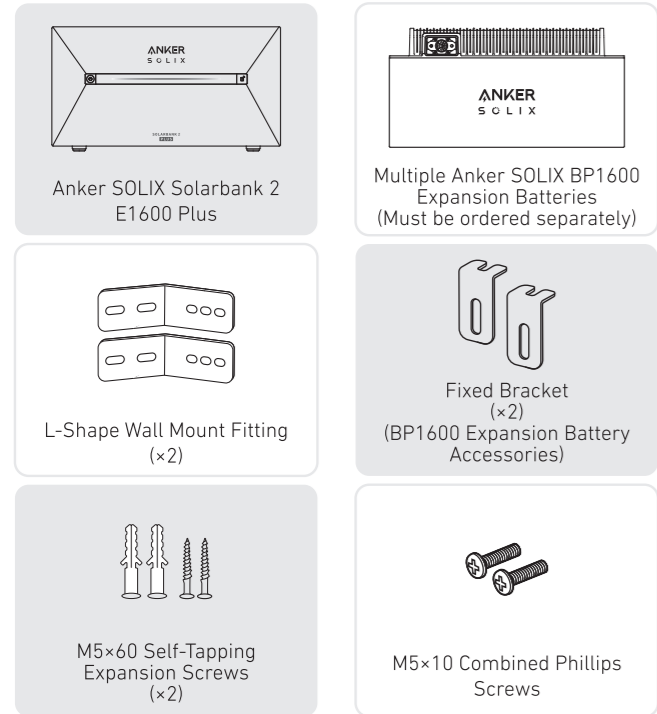 ANKER
SOLIX
SOLARBANK 2
PLUS
Anker SOLIX Solarbank 2
E1600 Plus
ANKER
SOLIX
Multiple Anker SOLIX BP1600
Expansion Batteries
(Must be ordered separately)
L-Shape Wall Mount Fitting
(×2)
Fixed Bracket
(×2)
(BP1600 Expansion Battery
Accessories)
M5×60 Self-Tapping
Expansion Screws
(×2)
M5×10 Combined Phillips
Screws